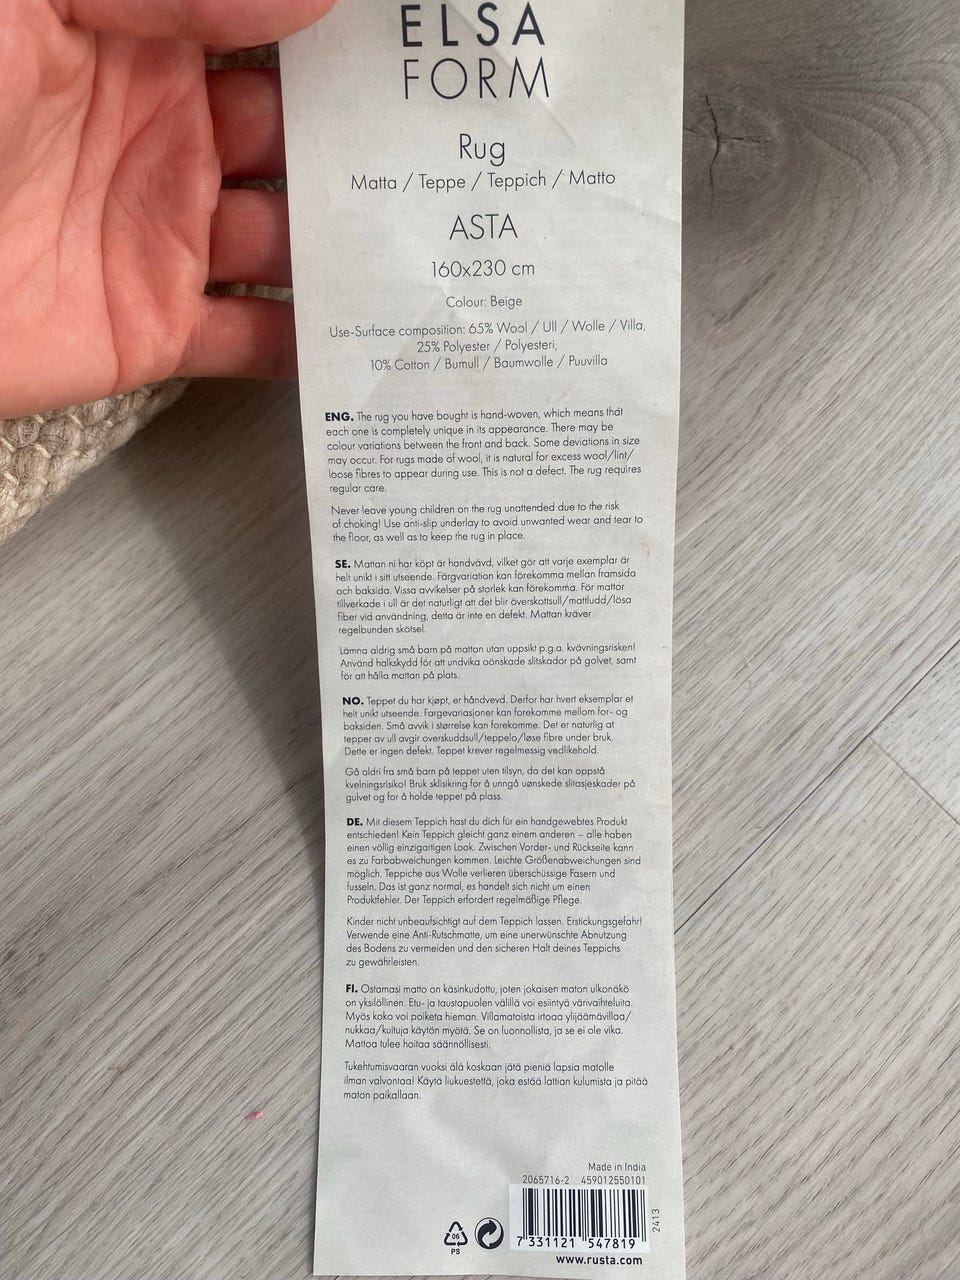 ELSA
FORM
Rug
Matta / Teppe / Teppich / Matto
ASTA
160x230 cm
Colour: Beige
Use-Surface composition: 65% Wool / Ull / Wolle / Villa,
25% Polyester / Polyesteri,
10% Cotton / Bumull / Baumwolle / Puuvilla
ENG. The rug you have bought is hand-woven, which means that
each one is completely unique in its appearance. There may be
colour variations between the front and back. Some deviations in size
may occur. For rugs made of wool, it is natural for excess wool/lint/
loose fibres to appear during use. This is not a defect. The rug requires
regular care.
Never leave young children on the rug unattended due to the risk
of choking! Use anti-slip underlay to avoid unwanted wear and tear to
the floor, as well as to keep the rug in place.
SE. Mattan ni har köpt är handvävd, vilket gör att varje exemplar är
helt unikt i sitt utseende. Färgvariation kan förekomma mellan framsida
och baksida. Vissa avvikelser på storlek kan förekomma. För mattor
tillverkade i ull är det naturligt att det blir överskottsull/mattludd/lösa
fiber vid användning, detta är inte en defekt. Mattan kräver
regelbunden skötsel.
Lämna aldrig små barn på mattan utan uppsikt p.g.a. kvävningsrisken!
Använd halkskydd för att undvika oönskade slitskador på golvet, samt
för att hålla mattan på plats.
NO. Teppet du har kjøpt, er håndvevd. Derfor har hvert eksemplar et
helt unikt utseende. Fargevariasjoner kan forekomme mellom for- og
baksiden. Små avvik i størrelse kan forekomme. Det er naturlig at
tepper av ull avgir overskuddsull/teppelo/løse fibre under bruk.
Dette er ingen defekt. Teppet krever regelmessig vedlikehold.
Gå aldri fra små barn på teppet uten tilsyn, da det kan oppstå
kvelningsrisiko! Bruk sklisikring for å unngå uønskede slitasjeskader på
gulvet og for å holde teppet på plass.
DE. Mit diesem Teppich hast du dich für ein handgewebtes Produkt
entschieden! Kein Teppich gleicht ganz einem anderen – alle haben
einen völlig einzigartigen Look. Zwischen Vorder- und Rückseite kann
es zu Farbabweichungen kommen. Leichte Größenabweichungen sind
möglich. Teppiche aus Wolle verlieren überschüssige Fasern und
fusseln. Das ist ganz normal, es handelt sich nicht um einen
Produktfehler. Der Teppich erfordert regelmäßige Pflege.
Kinder nicht unbeaufsichtigt auf dem Teppich lassen. Erstickungsgefahr!
Verwende eine Anti-Rutschmatte, um eine unerwünschte Abnutzung
des Bodens zu vermeiden und den sicheren Halt deines Teppichs
zu gewährleisten.
FI. Ostamasi matto on käsinkudottu, joten jokaisen maton ulkonäkö
on yksilöllinen. Etu- ja taustapuolen välillä voi esiintyä värivaihteluita.
Myös koko voi poiketa hieman. Villamatoista irtoaa ylijäämävillaa/
nukkaa/kuituja käytön myötä. Se on luonnollista, ja se ei ole vika.
Mattoa tulee hoitaa säännöllisesti.
Tukehtumisvaaran vuoksi älä koskaan jätä pieniä lapsia matolle
ilman valvontaa! Käytä liukuestettä, joka estää lattian kulumista ja pitää
maton paikallaan.
Made in India
2065716-2 459012550101
2413
06
PS
7 331121 547819
www.rusta.com